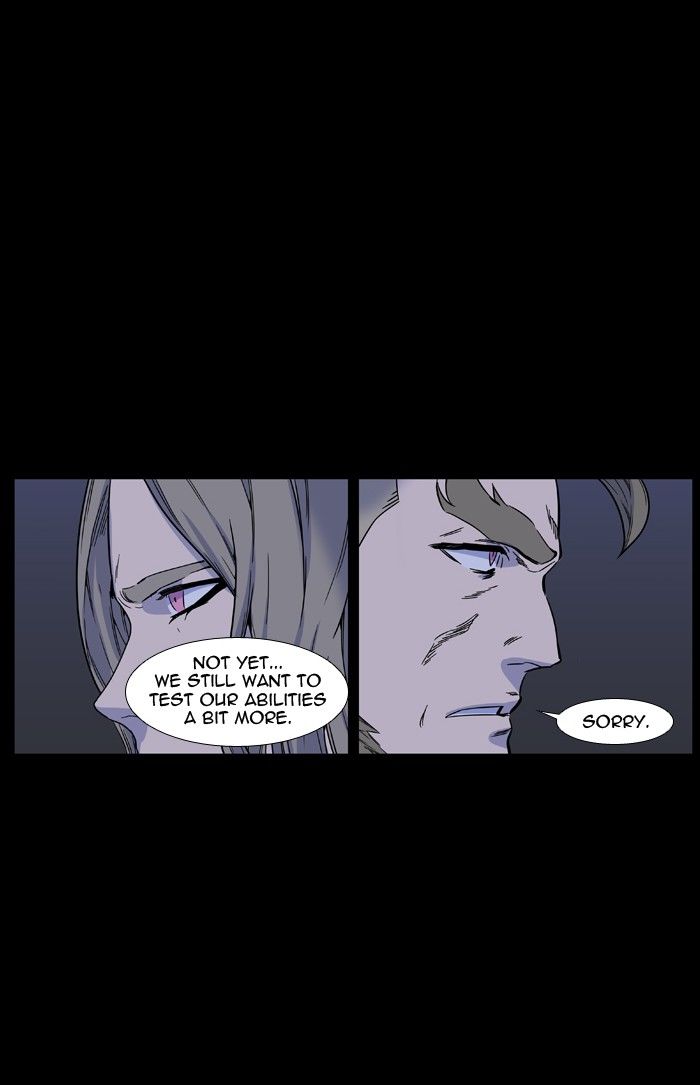 NOT YET...
WE STILL WANT TO
TEST OUR ABILITIES
A BIT MORE.
SORRY.